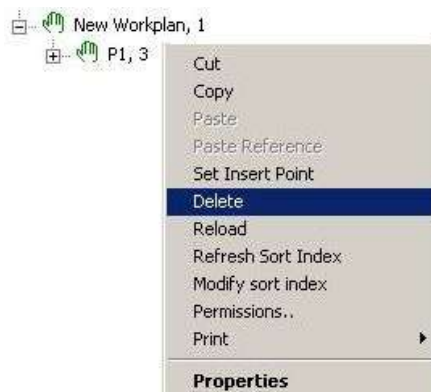 New Workplan, 1
P1, 3
Cut
Copy
Paste
Paste Reference
Set Insert Point
Delete
Reload
Refresh Sort Index
Modify sort index
Permissions..
Print
Properties